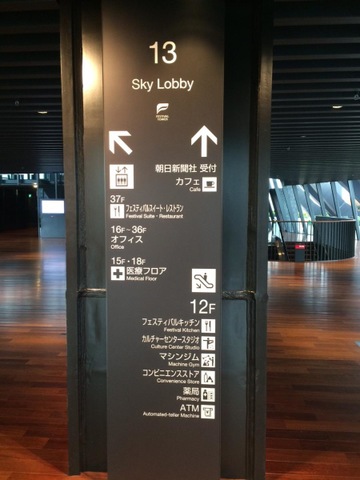 13
Sky Lobby
朝日新聞社 受付
カフェ
Cafe
37F
フェスティバルスイート・レストラン
Festival Suite・Restaurant
16F~36F
オフィス
Office
15F・18F
医療フロア
Medical Floor
12F
フェスティバルキッチン
Festival Kitchen
カルチャーセンタースタジオ
Culture Center Studio
マシンジム
Machine Gym
コンビニエンスストア
Convenience Store
薬局
Pharmacy
ATM
Automated-teller Machine